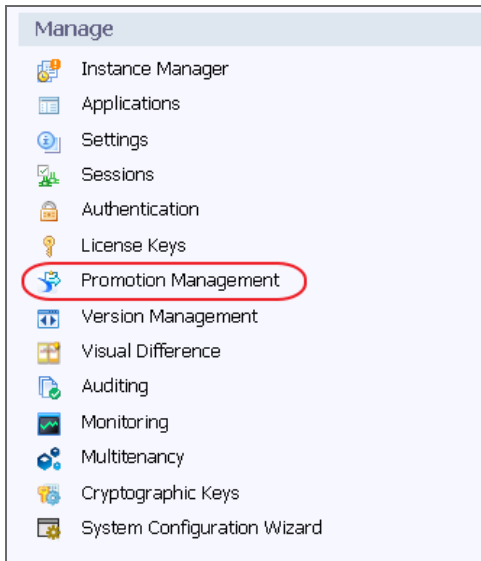 Manage
Instance Manager
Applications
Settings
Sessions
Authentication
License Keys
Promotion Management
Version Management
Visual Difference
Auditing
Monitoring
Multitenancy
Cryptographic Keys
System Configuration Wizard